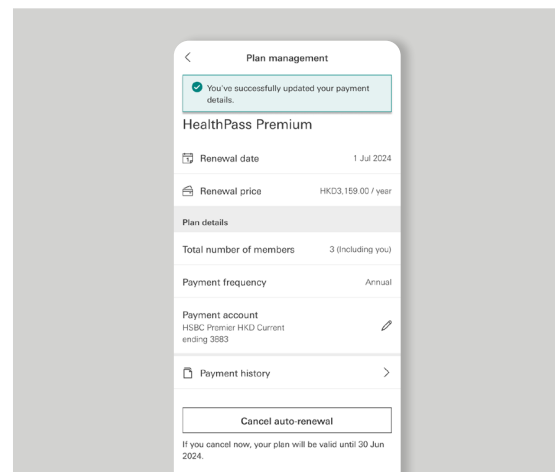 Plan management
You've successfully updated your payment
details.
HealthPass Premium
Renewal date 1 Jul 2024
Renewal price HKD3,159.00 / year
Plan details
Total number of members 3 (Including you)
Payment frequency Annual
Payment account
HSBC Premier HKD Current
ending 3883
Payment history
Cancel auto-renewal
If you cancel now, your plan will be valid until 30 Jun
2024.